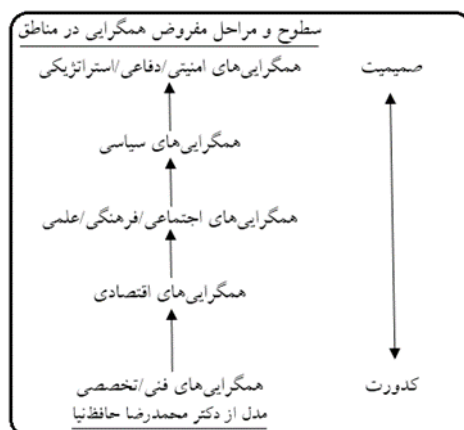 سطوح و مراحل مفروض همگرایی در مناطق
همگرایی‌های امنیتی/دفاعی/استراتژیکی
صمیمیت
همگرایی‌های سیاسی
همگرایی‌های اجتماعی/فرهنگی/علمی
همگرایی‌های اقتصادی
همگرایی‌های فنی/تخصصی
کدورت
مدل از دکتر محمدرضا حافظ‌نیا